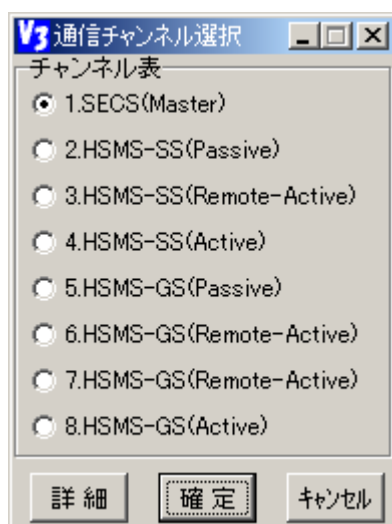 V3 通信チャンネル選択
チャンネル表
1.SECS(Master)
2.HSMS-SS(Passive)
3.HSMS-SS(Remote-Active)
4.HSMS-SS(Active)
5.HSMS-GS(Passive)
6.HSMS-GS(Remote-Active)
7.HSMS-GS(Remote-Active)
8.HSMS-GS(Active)
詳細 確定 ｷｬﾝｾﾙ